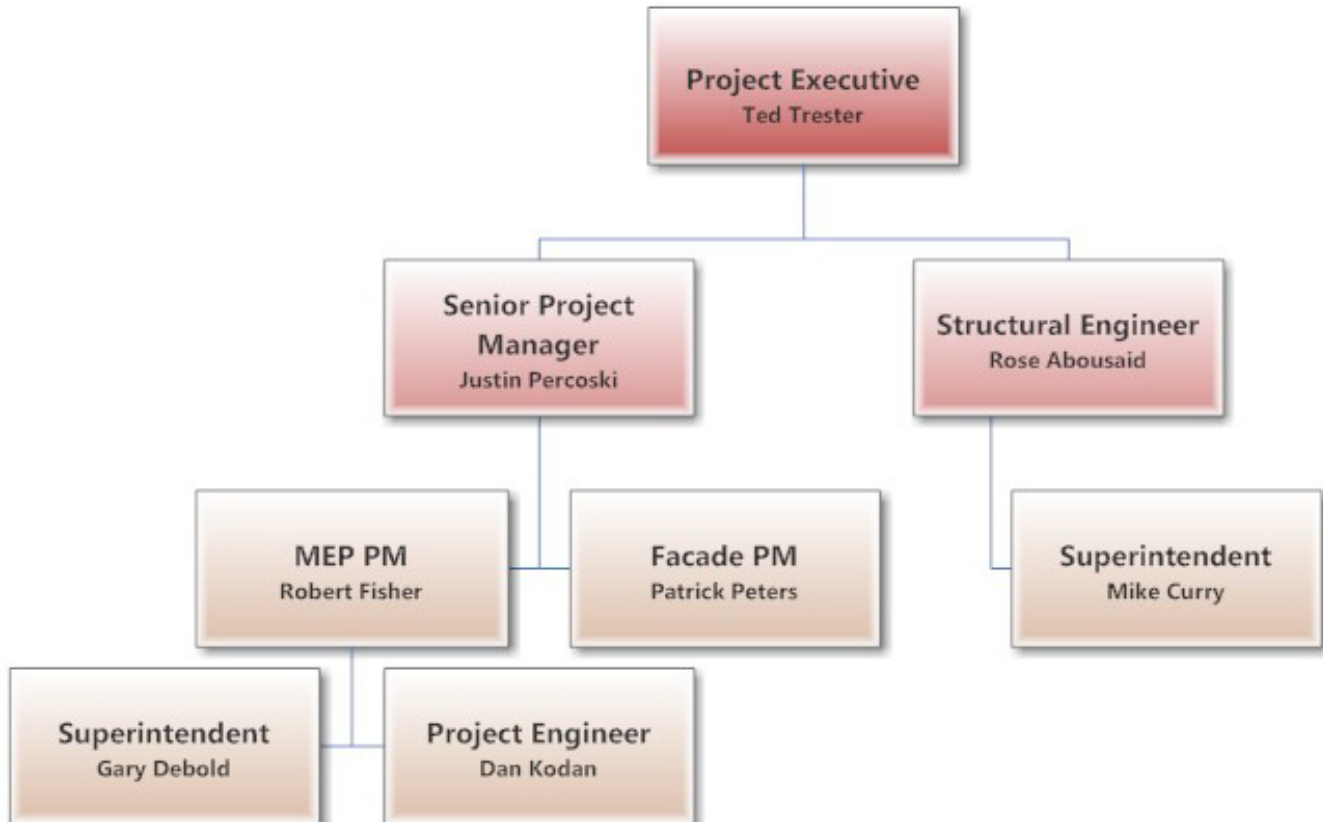 Project Executive
Ted Trester
Senior Project
Manager
Justin Percoski
Structural Engineer
Rose Abousaid
MEP PM
Robert Fisher
Facade PM
Patrick Peters
Superintendent
Mike Curry
Superintendent
Gary Debold
Project Engineer
Dan Kodan